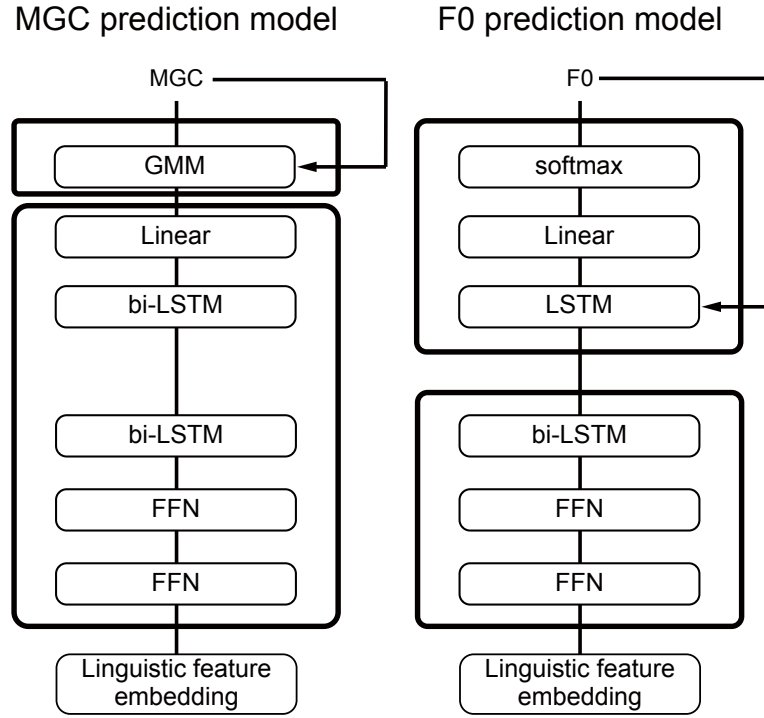 MGC prediction model
MGC
GMM
Linear
bi-LSTM
bi-LSTM
FFN
FFN
Linguistic feature
embedding
F0 prediction model
F0
softmax
Linear
LSTM
bi-LSTM
FFN
FFN
Linguistic feature
embedding